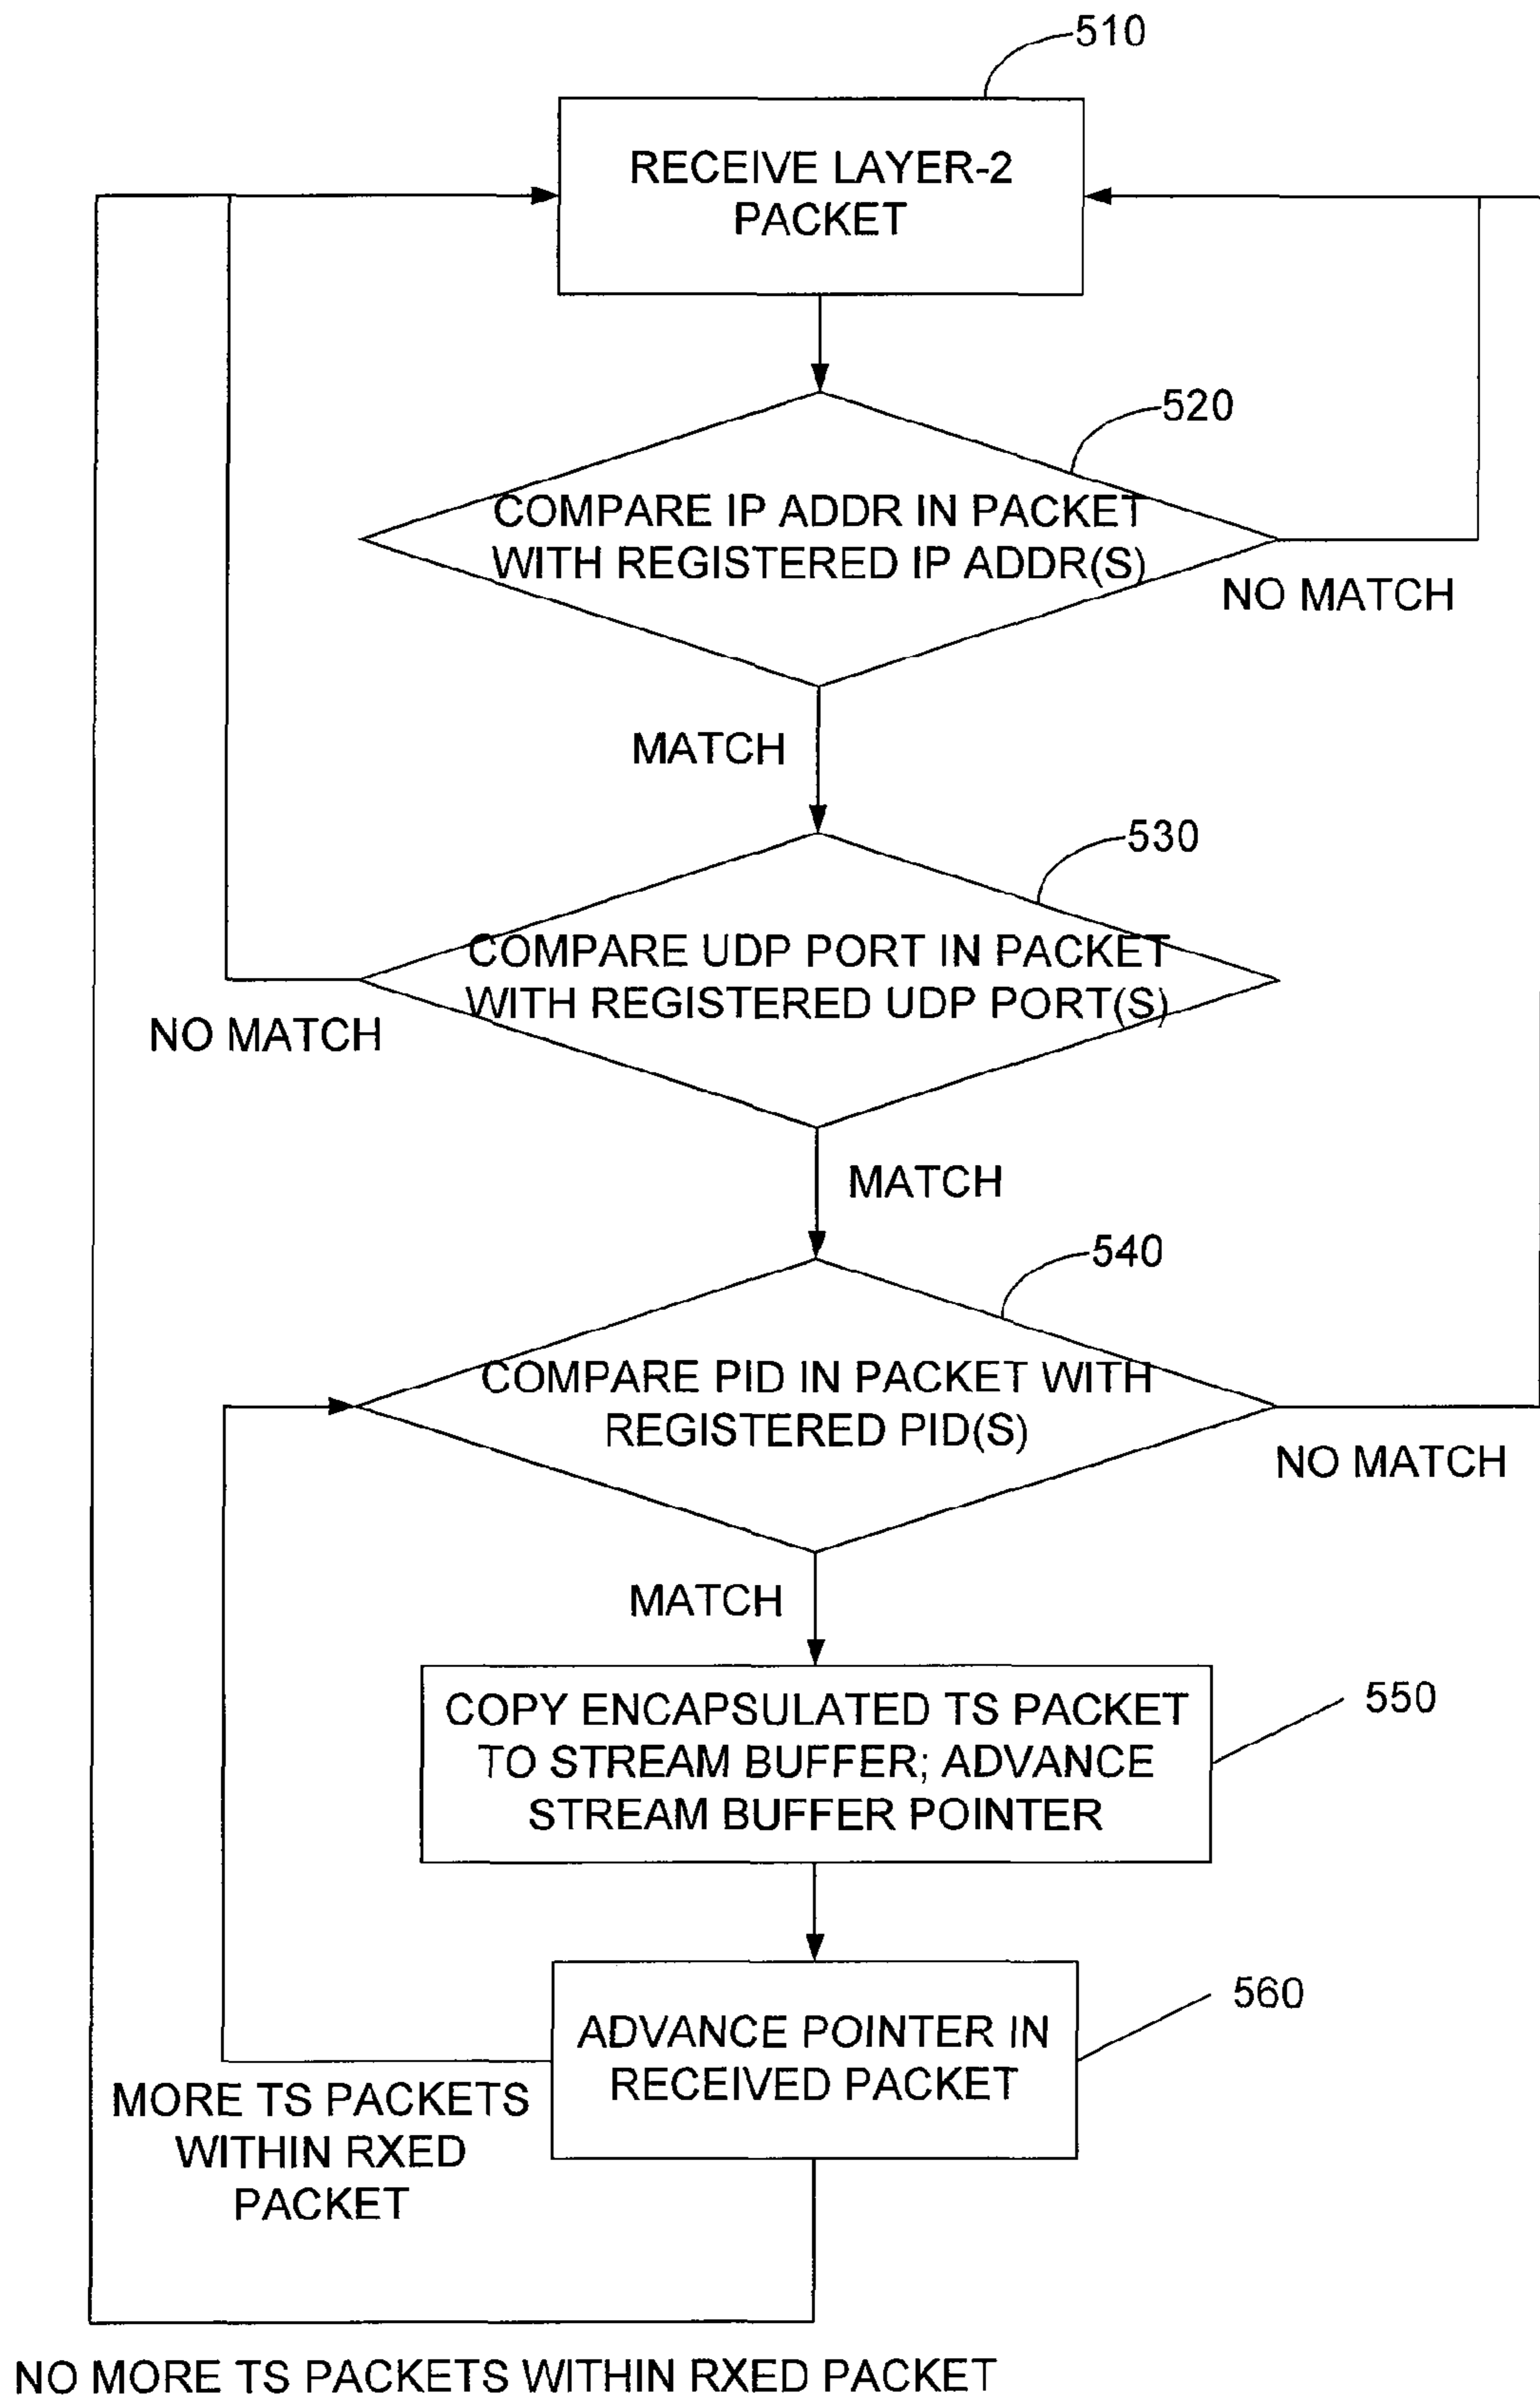 510
RECEIVE LAYER-2
PACKET
520
COMPARE IP ADDR IN PACKET
WITH REGISTERED IP ADDR(S)
NO MATCH
MATCH
530
COMPARE UDP PORT IN PACKET
WITH REGISTERED UDP PORT(S)
NO MATCH
MATCH
540
COMPARE PID IN PACKET WITH
REGISTERED PID(S)
NO MATCH
MATCH
550
COPY ENCAPSULATED TS PACKET
TO STREAM BUFFER; ADVANCE
STREAM BUFFER POINTER
560
ADVANCE POINTER IN
RECEIVED PACKET
MORE TS PACKETS
WITHIN RXED
PACKET
NO MORE TS PACKETS WITHIN RXED PACKET